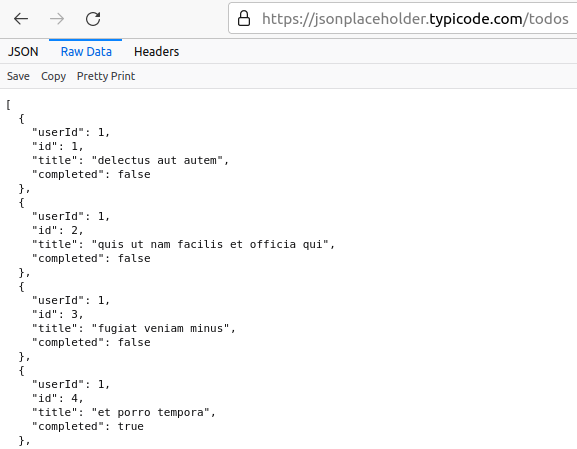 https://jsonplaceholder.typicode.com/todos
JSON Raw Data Headers
Save Copy Pretty Print
[
  {
    "userId": 1,
    "id": 1,
    "title": "delectus aut autem",
    "completed": false
  },
  {
    "userId": 1,
    "id": 2,
    "title": "quis ut nam facilis et officia qui",
    "completed": false
  },
  {
    "userId": 1,
    "id": 3,
    "title": "fugiat veniam minus",
    "completed": false
  },
  {
    "userId": 1,
    "id": 4,
    "title": "et porro tempora",
    "completed": true
  },